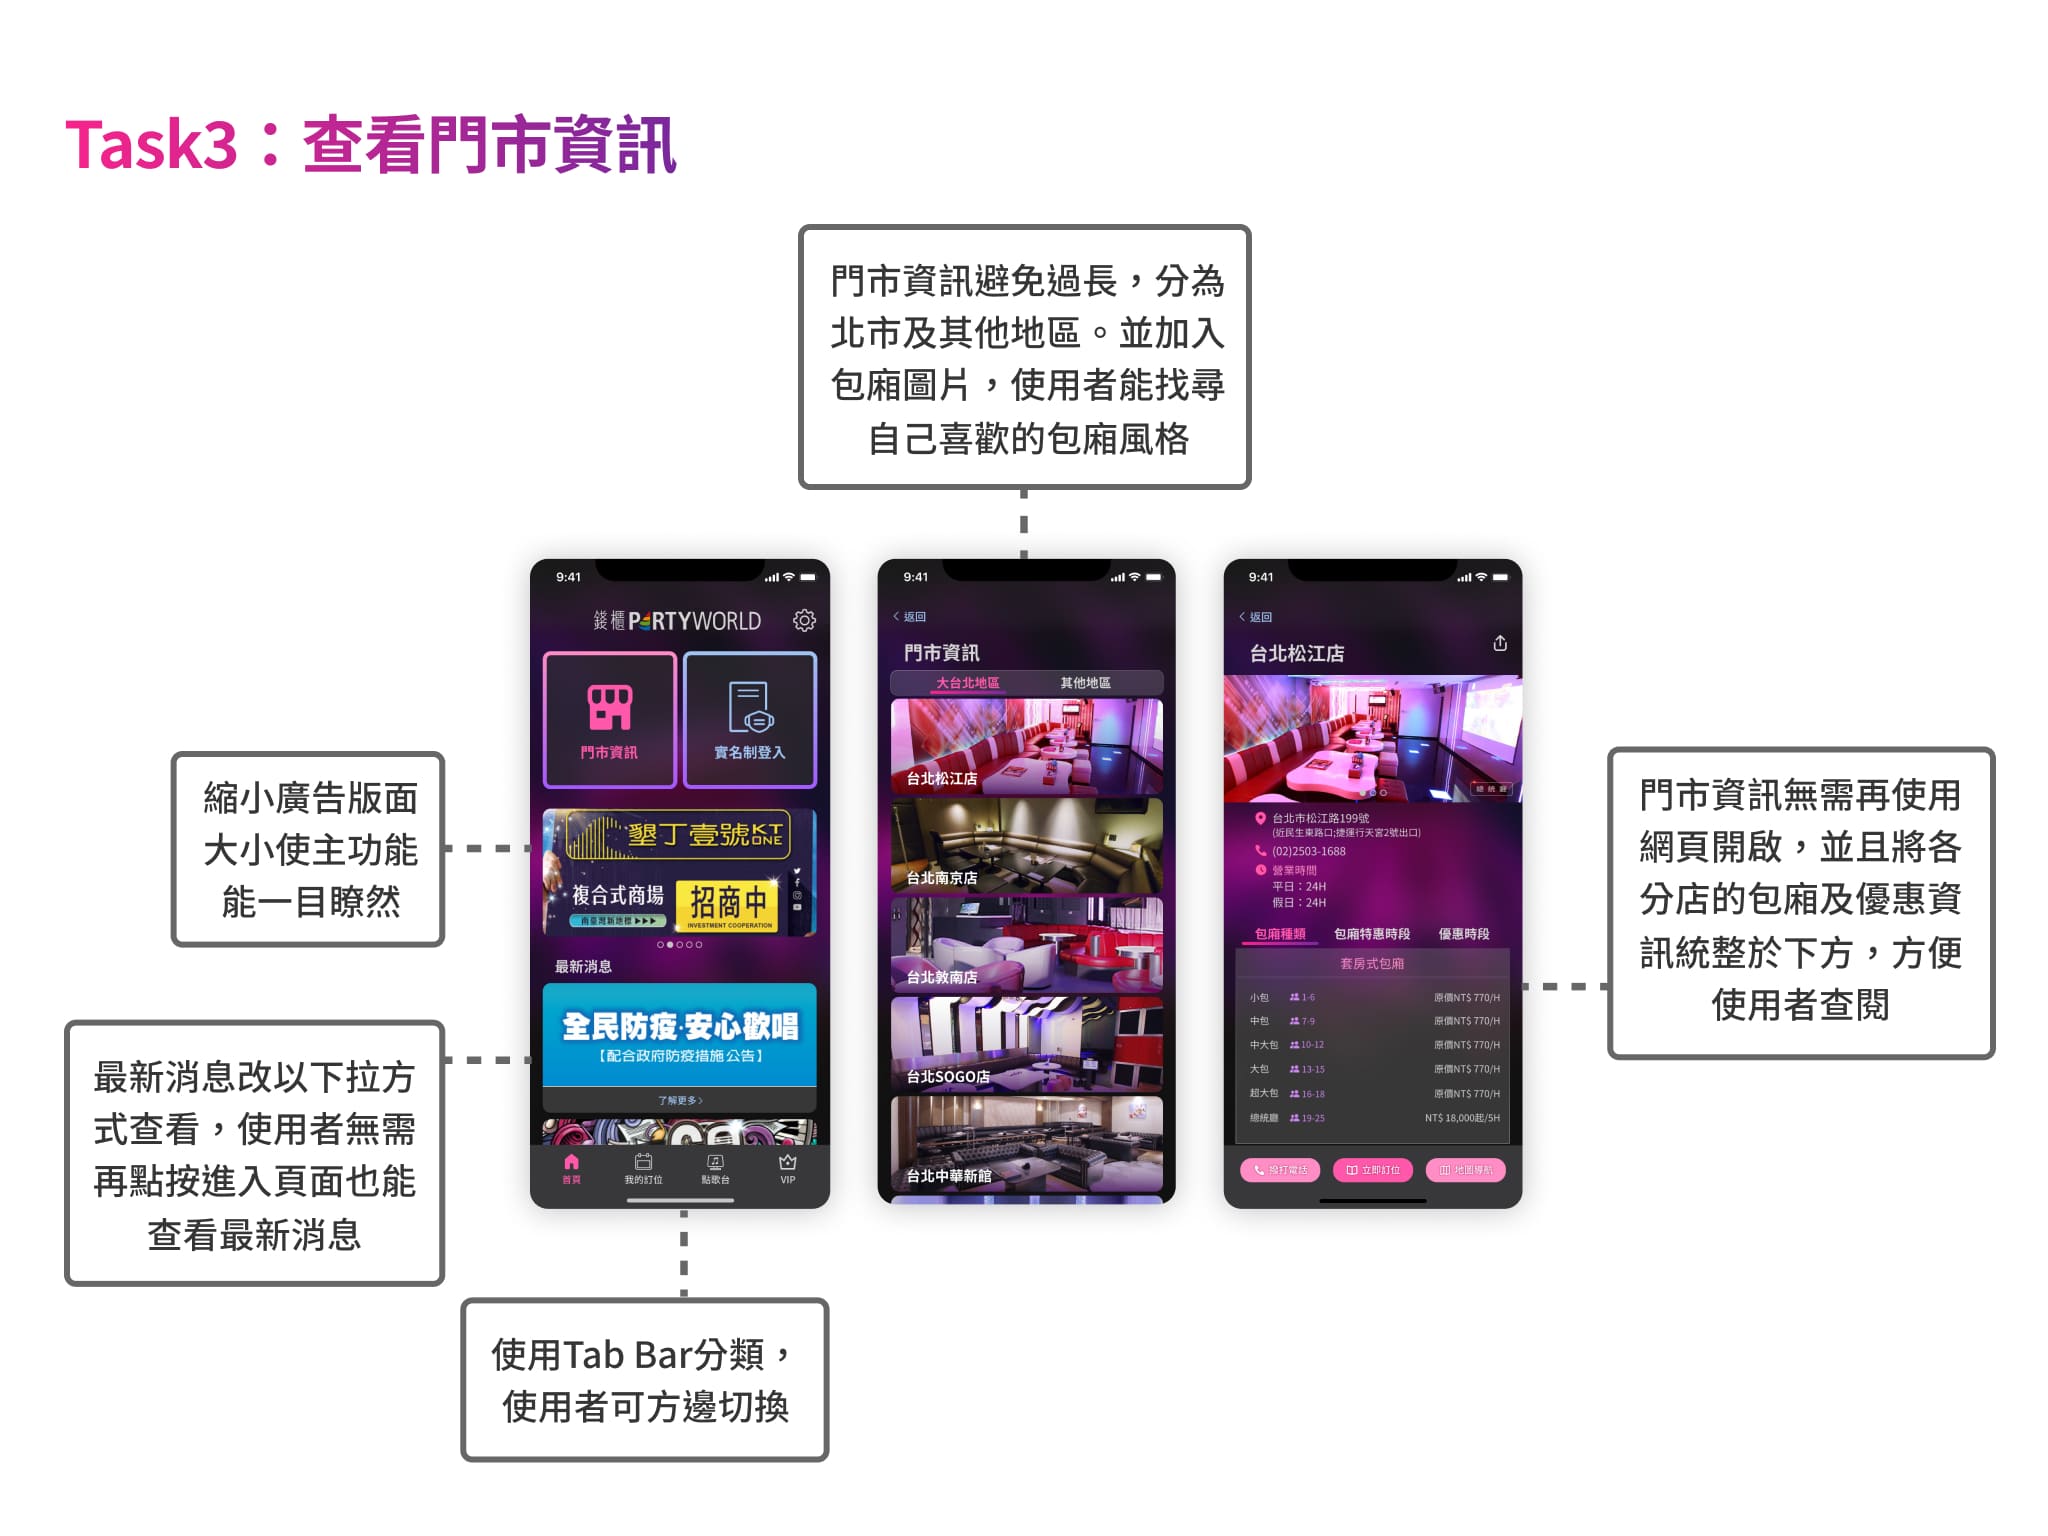 Task3：查看門市資訊
門市資訊避免過長，分為
北市及其他地區。並加入
包廂圖片，使用者能找尋
自己喜歡的包廂風格
縮小廣告版面
大小使主功能
能一目瞭然
最新消息改以下拉方
式查看，使用者無需
再點按進入頁面也能
查看最新消息
使用Tab Bar分類，
使用者可方邊切換
門市資訊無需再使用
網頁開啟，並且將各
分店的包廂及優惠資
訊統整於下方，方便
使用者查閱
9:41
錢櫃PARTYWORLD
門市資訊
實名制登入
墾丁壹號KT ONE
複合式商場
招商中
南臺灣新地標 ▶▶▶
INVESTMENT COOPERATION
最新消息
全民防疫·安心歡唱
【配合政府防疫措施公告】
了解更多>
首頁
我的訂位
點歌台
VIP
9:41
< 返回
門市資訊
大台北地區
其他地區
台北松江店
台北南京店
台北敦南店
台北SOGO店
台北中華新館
9:41
< 返回
台北松江店
總統廳
台北市松江路199號
(近民生東路口;捷運行天宮2號出口)
(02)2503-1688
營業時間
平日：24H
假日：24H
包廂種類 包廂特惠時段 優惠時段
套房式包廂
小包 1-6 原價NT$ 770/H
中包 7-9 原價NT$ 770/H
中大包 10-12 原價NT$ 770/H
大包 13-15 原價NT$ 770/H
超大包 16-18 原價NT$ 770/H
總統廳 19-25 NT$ 18,000起/5H
撥打電話
立即訂位
地圖導航